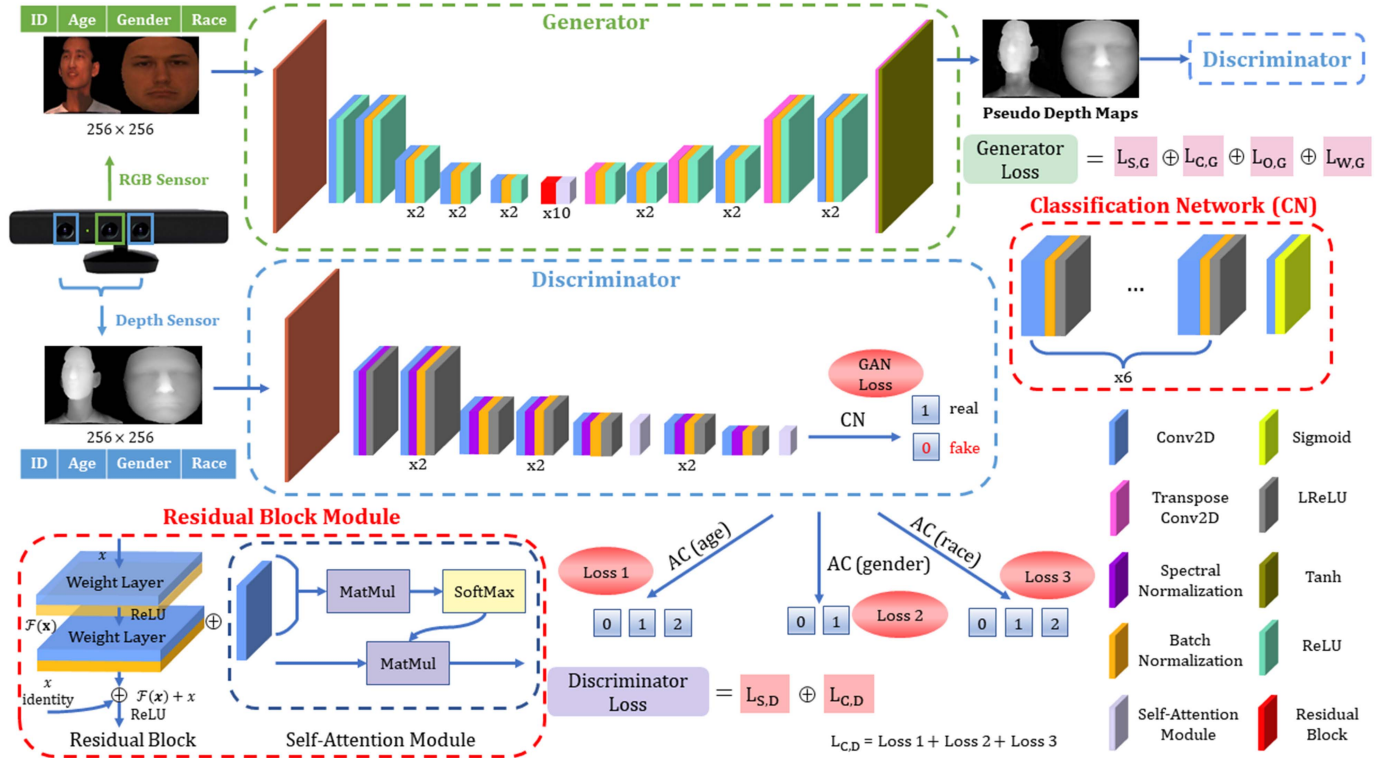 ID Age Gender Race
256 × 256
RGB Sensor
Depth Sensor
256 × 256
ID Age Gender Race
Generator
x2 x2 x2 x10 x2 x2 x2
Pseudo Depth Maps
Discriminator
Generator
Loss
= L_S,G ⊕ L_C,G ⊕ L_O,G ⊕ L_W,G
Discriminator
x2 x2 x2
GAN
Loss
CN
1 real
0 fake
Classification Network (CN)
...
x6
Conv2D
Sigmoid
Transpose
Conv2D
LReLU
Spectral
Normalization
Tanh
Batch
Normalization
ReLU
Self-Attention
Module
Residual
Block
Residual Block Module
x
Weight Layer
ReLU
F(x)
Weight Layer
x
identity
⊕ F(x) + x
ReLU
Residual Block
⊕
MatMul
SoftMax
MatMul
Self-Attention Module
AC (age)
Loss 1
0 1 2
AC (gender)
0 1
Loss 2
AC (race)
Loss 3
0 1 2
Discriminator
Loss
= L_S,D ⊕ L_C,D
L_C,D = Loss 1 + Loss 2 + Loss 3